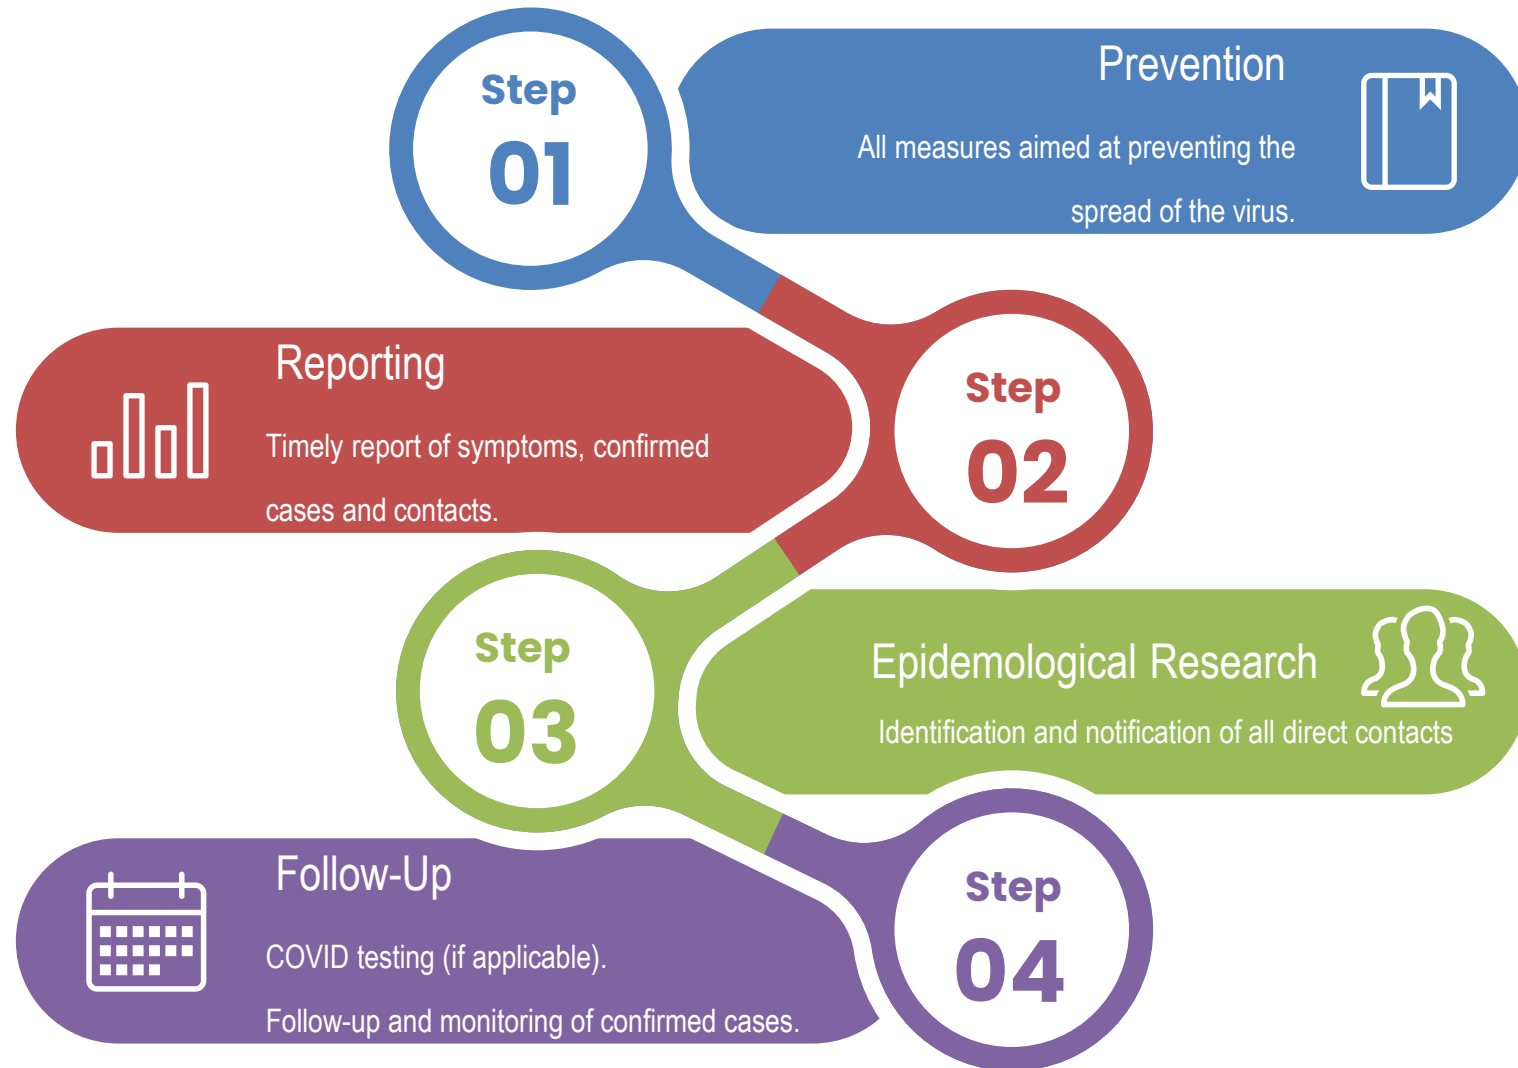 Step
01
Prevention
All measures aimed at preventing the
spread of the virus.
Reporting
Timely report of symptoms, confirmed
cases and contacts.
Step
02
Step
03
Epidemological Research
Identification and notification of all direct contacts
Follow-Up
COVID testing (if applicable).
Follow-up and monitoring of confirmed cases.
Step
04